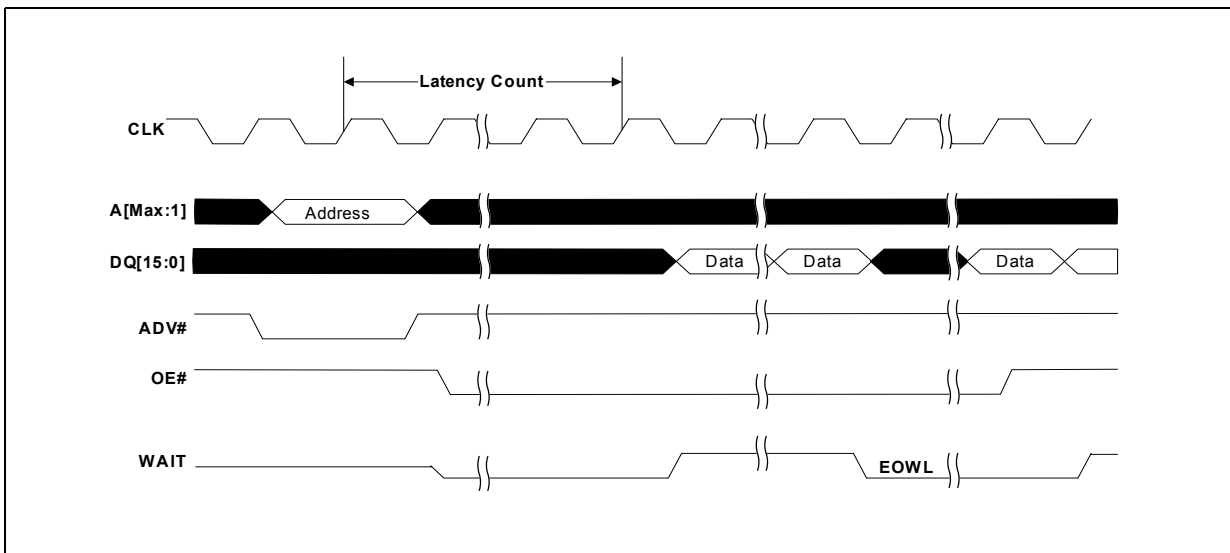 Latency Count
CLK
A[Max:1]
Address
DQ[15:0]
Data
Data
Data
ADV#
OE#
WAIT
EOWL